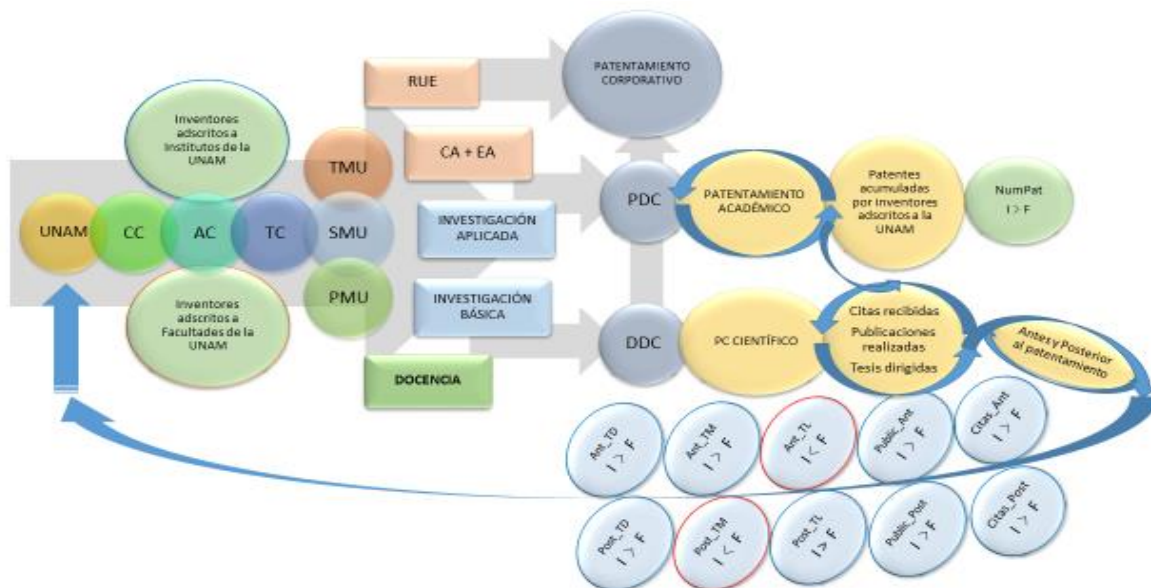 RUE
PATENTAMIENTO
CORPORATIVO
Inventores
adscritos a
Institutos de la
UNAM
TMU
CA + EA
UNAM
CC
AC
TC
SMU
INVESTIGACIÓN
APLICADA
PDC
PATENTAMIENTO
ACADÉMICO
Patentes
acumuladas
por inventores
adscritos a la
UNAM
NumPat
I > F
Inventores
adscritos a
Facultades de la
UNAM
PMU
INVESTIGACIÓN
BÁSICA
DOCENCIA
DDC
PC CIENTÍFICO
Citas recibidas
Publicaciones
realizadas
Tesis dirigidas
Antes y Posterior
al patentamiento
Ant_TD
I > F
Ant_TM
I > F
Ant_TL
I < F
Public_Ant
I > F
Citas_Ant
I > F
Post_TD
I > F
Post_TM
I < F
Post_TL
I > F
Public_Post
I > F
Citas_Post
I > F